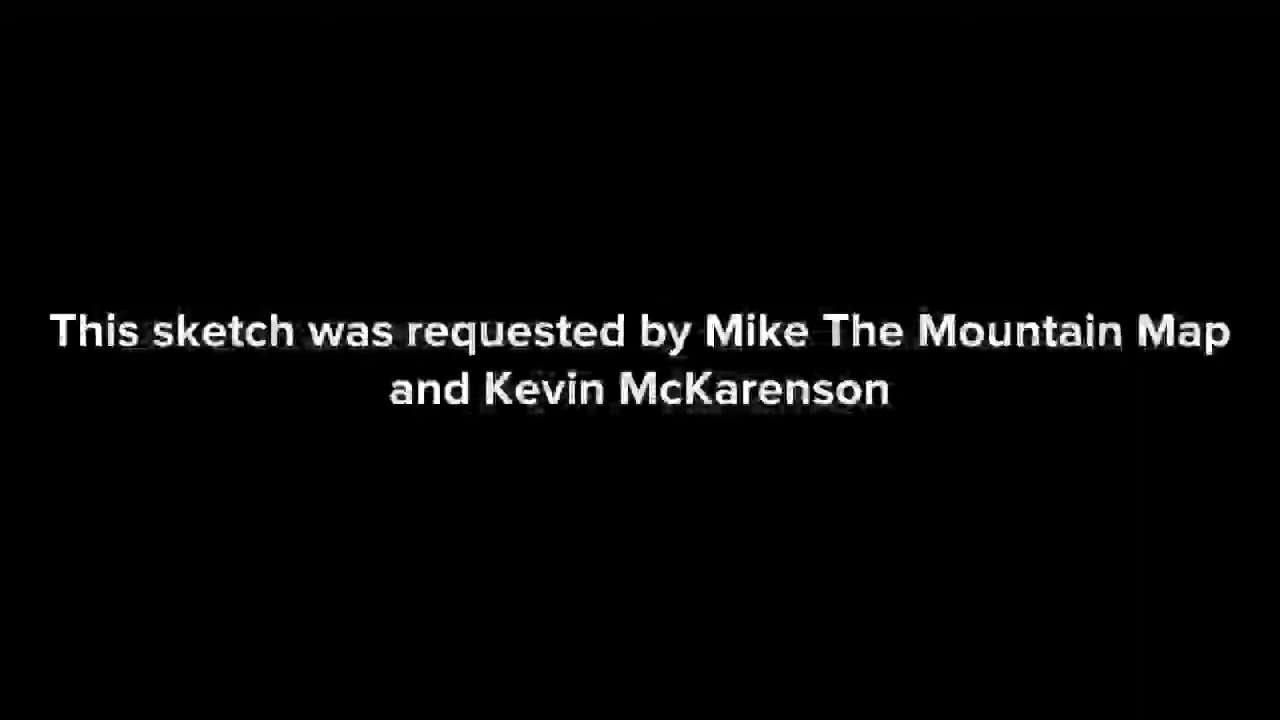 This sketch was requested by Mike The Mountain Map
and Kevin McKarenson